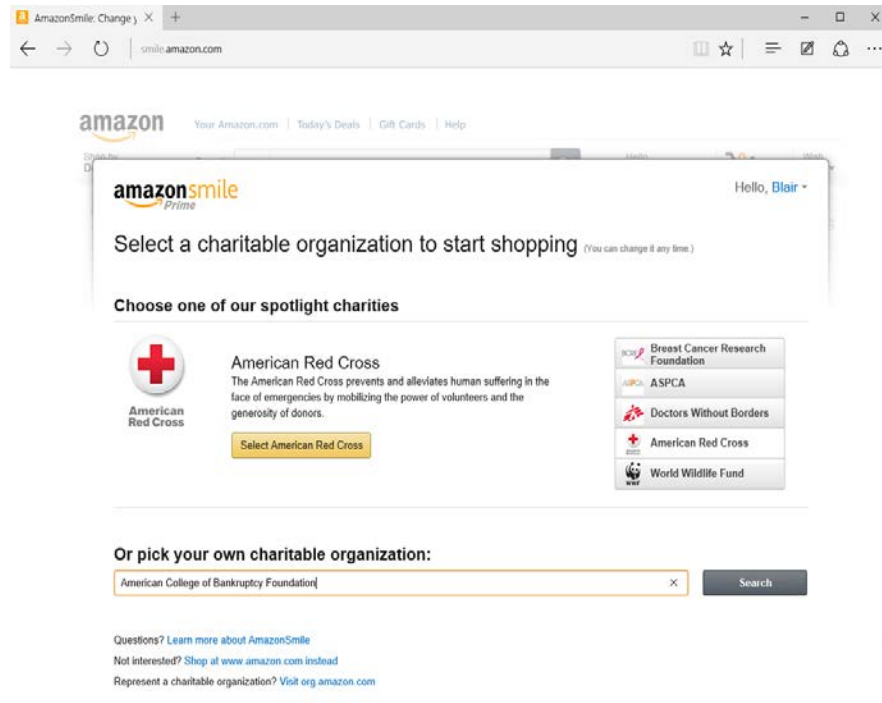 AmazonSmile: Change y
smile.amazon.com
amazon
Your Amazon.com | Today's Deals | Gift Cards | Help
Shop by
Hello
Wish
amazonsmile
Prime
Hello, Blair
Select a charitable organization to start shopping (You can change it any time.)
Choose one of our spotlight charities
American
Red Cross
American Red Cross
The American Red Cross prevents and alleviates human suffering in the
face of emergencies by mobilizing the power of volunteers and the
generosity of donors.
Select American Red Cross
BCRF
Breast Cancer Research
Foundation
ASPCA
ASPCA
Doctors Without Borders
American Red Cross
WWF
World Wildlife Fund
Or pick your own charitable organization:
American College of Bankruptcy Foundation
Search
Questions? Learn more about AmazonSmile
Not interested? Shop at www.amazon.com instead
Represent a charitable organization? Visit org.amazon.com